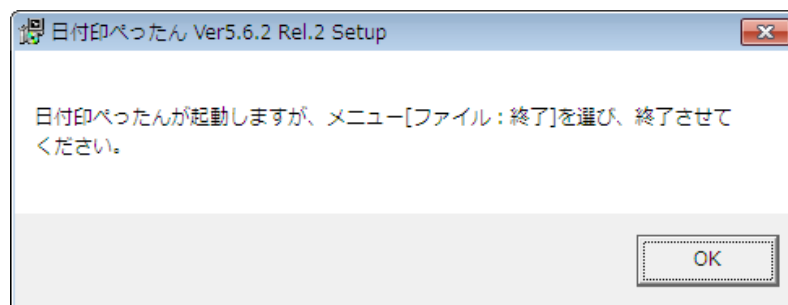 日付印ぺったん Ver5.6.2 Rel.2 Setup
日付印ぺったんが起動しますが、メニュー[ファイル：終了]を選び、終了させて
ください。
OK